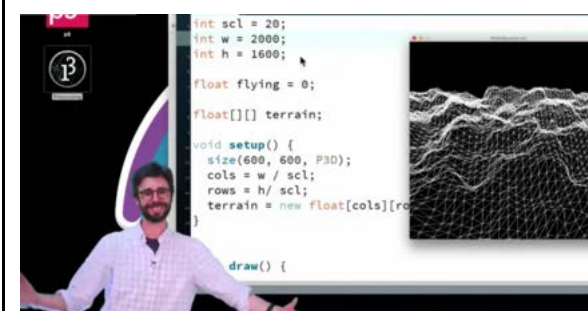 p5
int scl = 20;
int w = 2000;
int h = 1600;
float flying = 0;
float[][] terrain;
void setup() {
size(600, 600, P3D);
cols = w / scl;
rows = h/ scl;
terrain = new float[cols][ro
}
draw() {